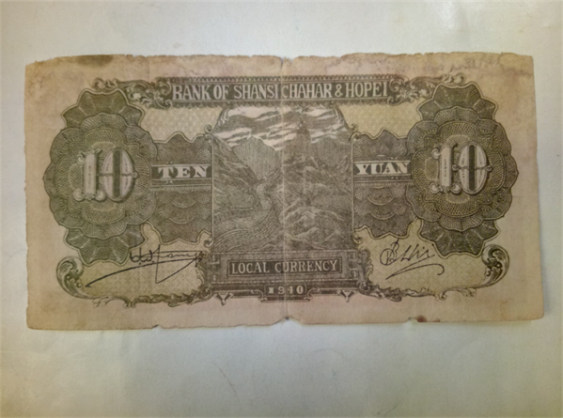 BANK OF SHANSI CHAHAR & HOPEI
10 TEN YUAN 10
LOCAL CURRENCY
1940